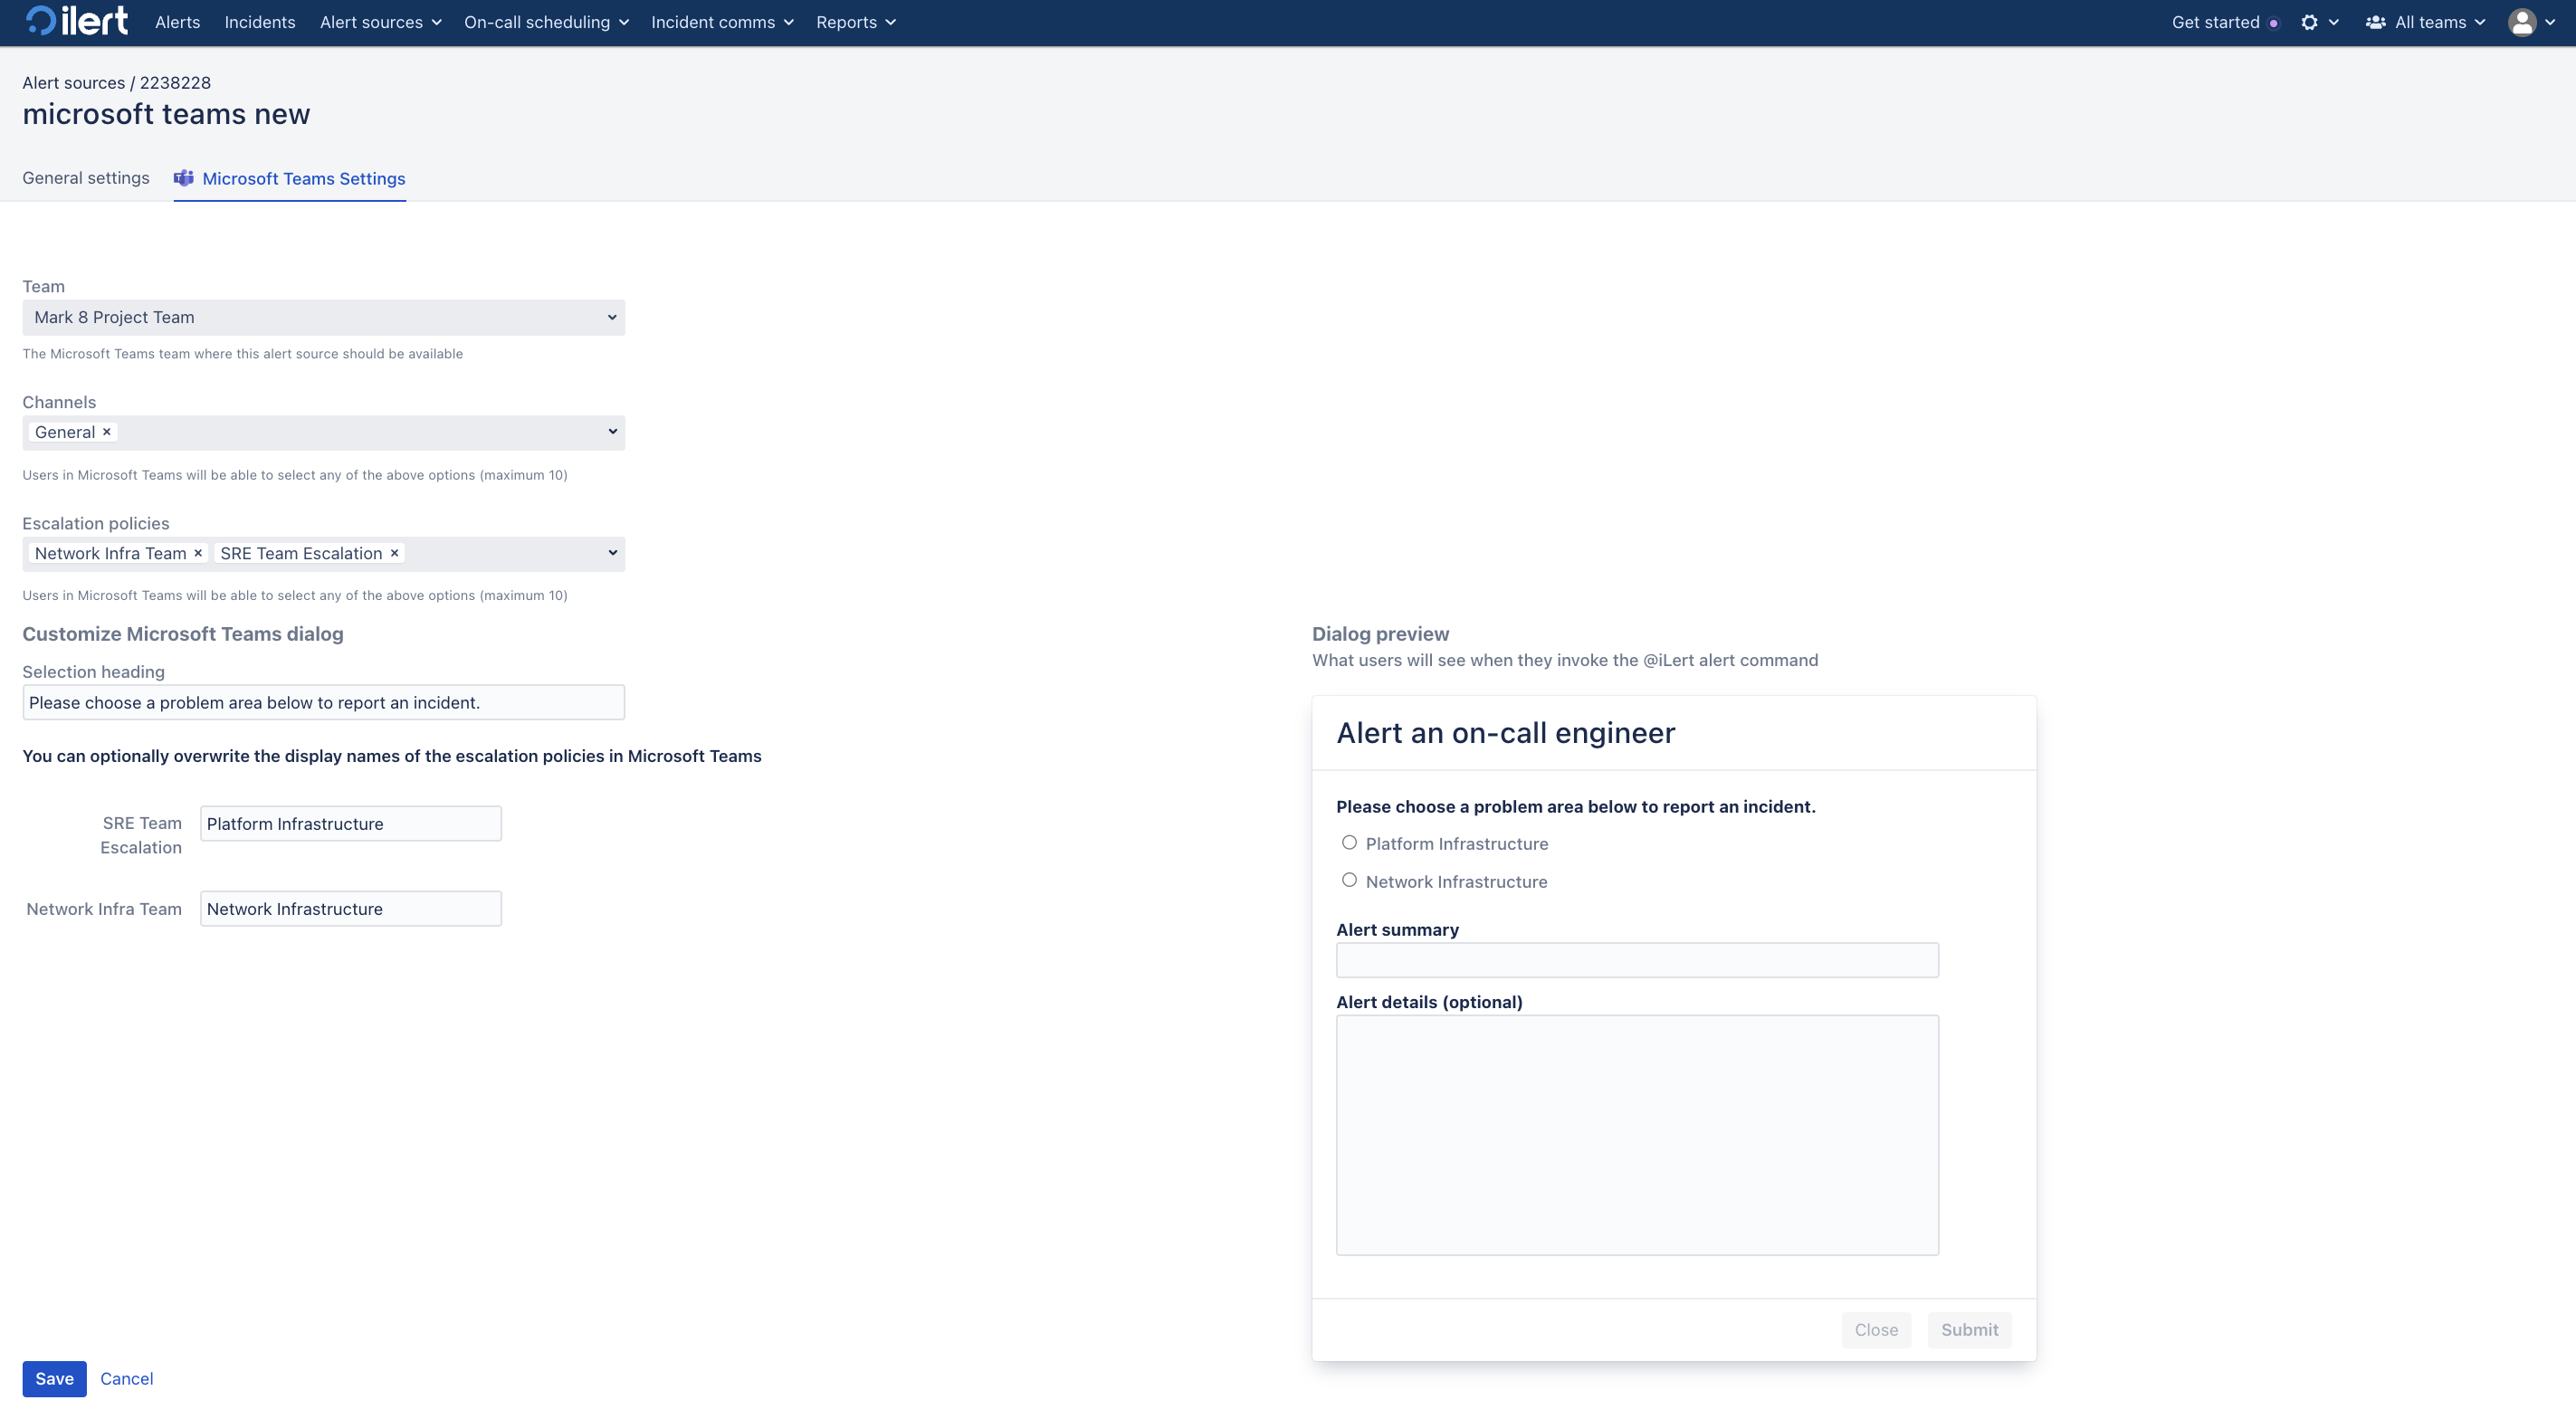 ilert Alerts Incidents Alert sources On-call scheduling Incident comms Reports Get started All teams
Alert sources / 2238228
microsoft teams new
General settings Microsoft Teams Settings
Team
Mark 8 Project Team
The Microsoft Teams team where this alert source should be available
Channels
General ×
Users in Microsoft Teams will be able to select any of the above options (maximum 10)
Escalation policies
Network Infra Team × SRE Team Escalation ×
Users in Microsoft Teams will be able to select any of the above options (maximum 10)
Customize Microsoft Teams dialog
Selection heading
Please choose a problem area below to report an incident.
You can optionally overwrite the display names of the escalation policies in Microsoft Teams
SRE Team
Escalation
Platform Infrastructure
Network Infra Team Network Infrastructure
Dialog preview
What users will see when they invoke the @iLert alert command
Alert an on-call engineer
Please choose a problem area below to report an incident.
Platform Infrastructure
Network Infrastructure
Alert summary
Alert details (optional)
Close Submit
Save Cancel